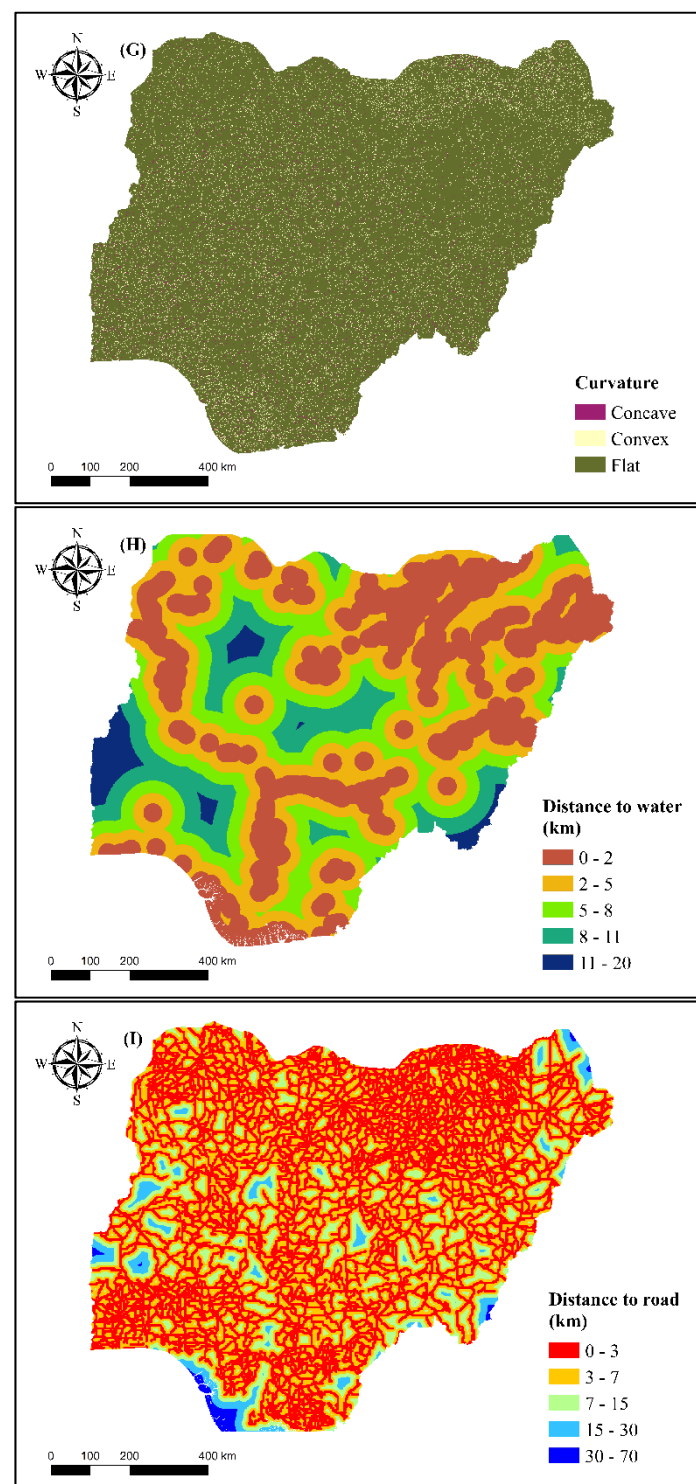 (G)
N
W E
S
Curvature
Concave
Convex
Flat
0 100 200 400 km
(H)
N
W E
S
Distance to water
(km)
0 - 2
2 - 5
5 - 8
8 - 11
11 - 20
0 100 200 400 km
(I)
N
W E
S
Distance to road
(km)
0 - 3
3 - 7
7 - 15
15 - 30
30 - 70
0 100 200 400 km